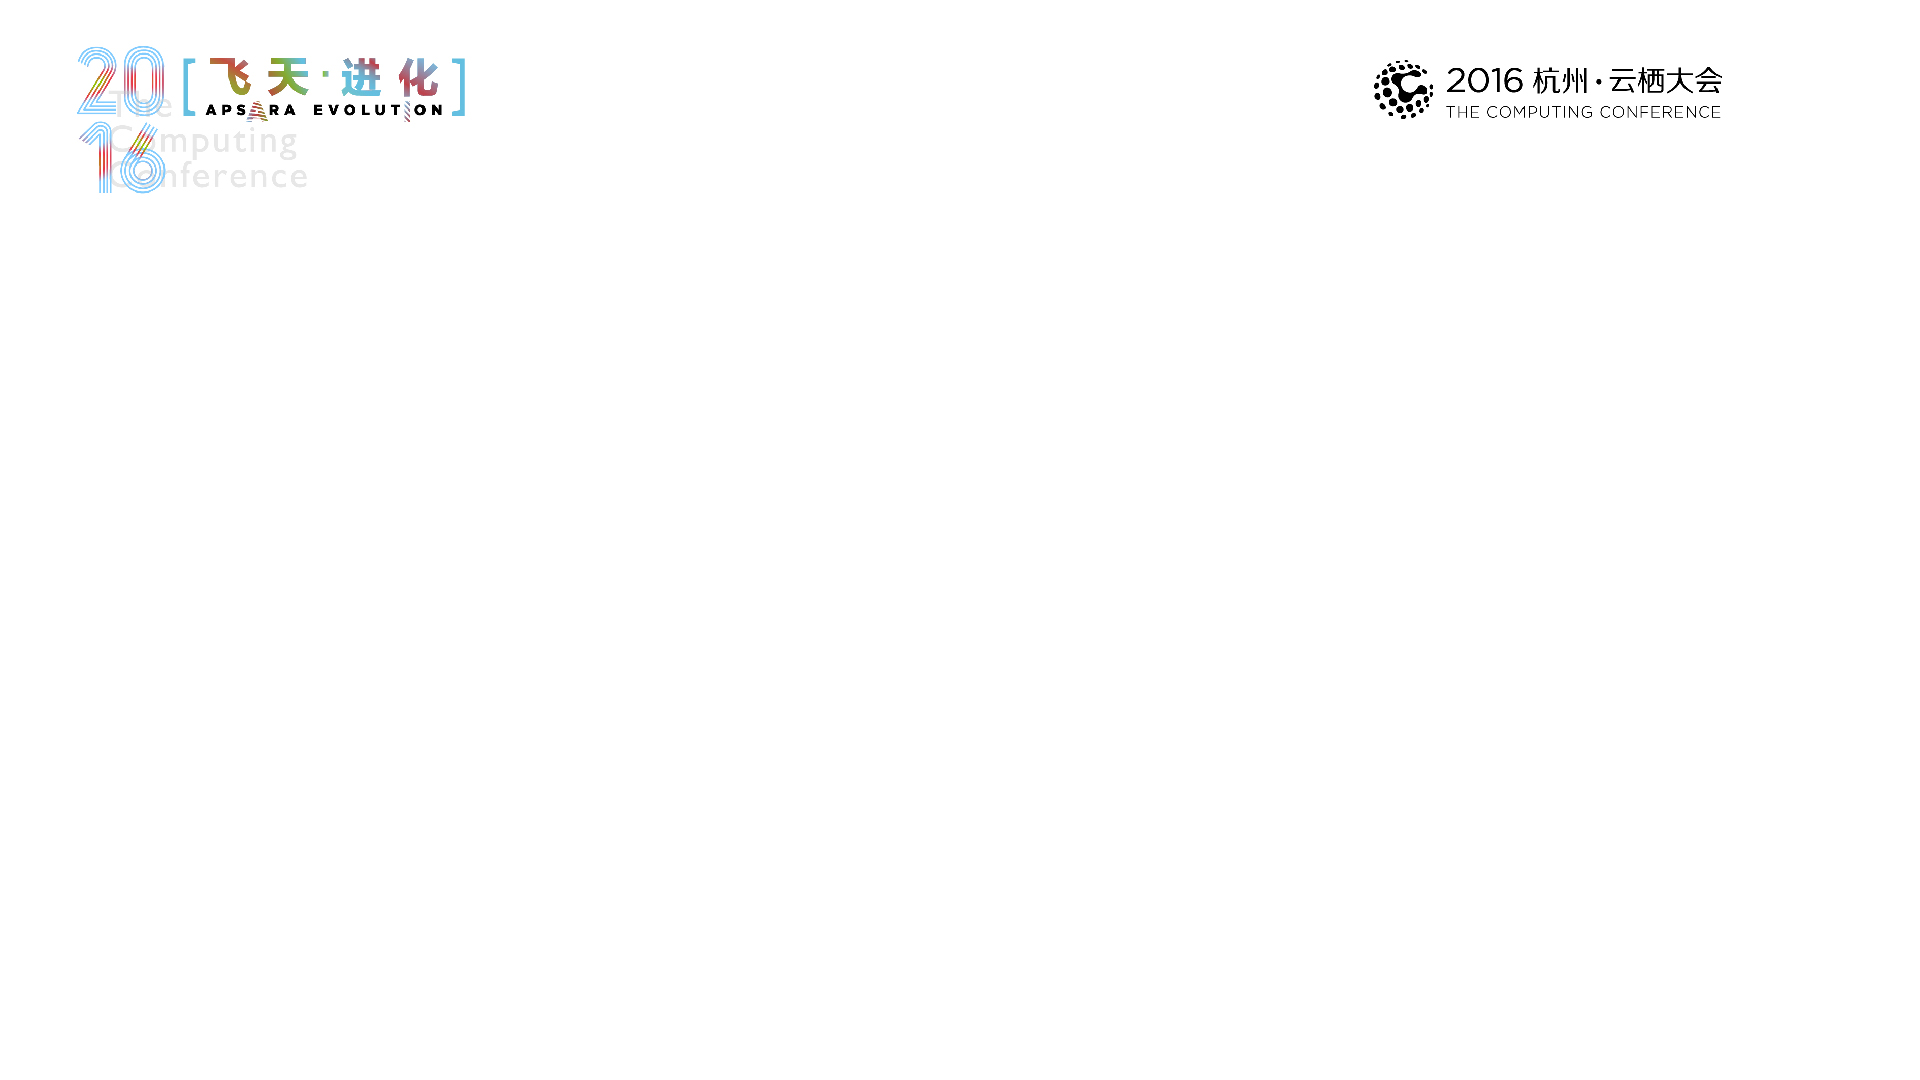 2016
[飞天·进化]
APSARA EVOLUTION
The
Computing
Conference
2016 杭州·云栖大会
THE COMPUTING CONFERENCE